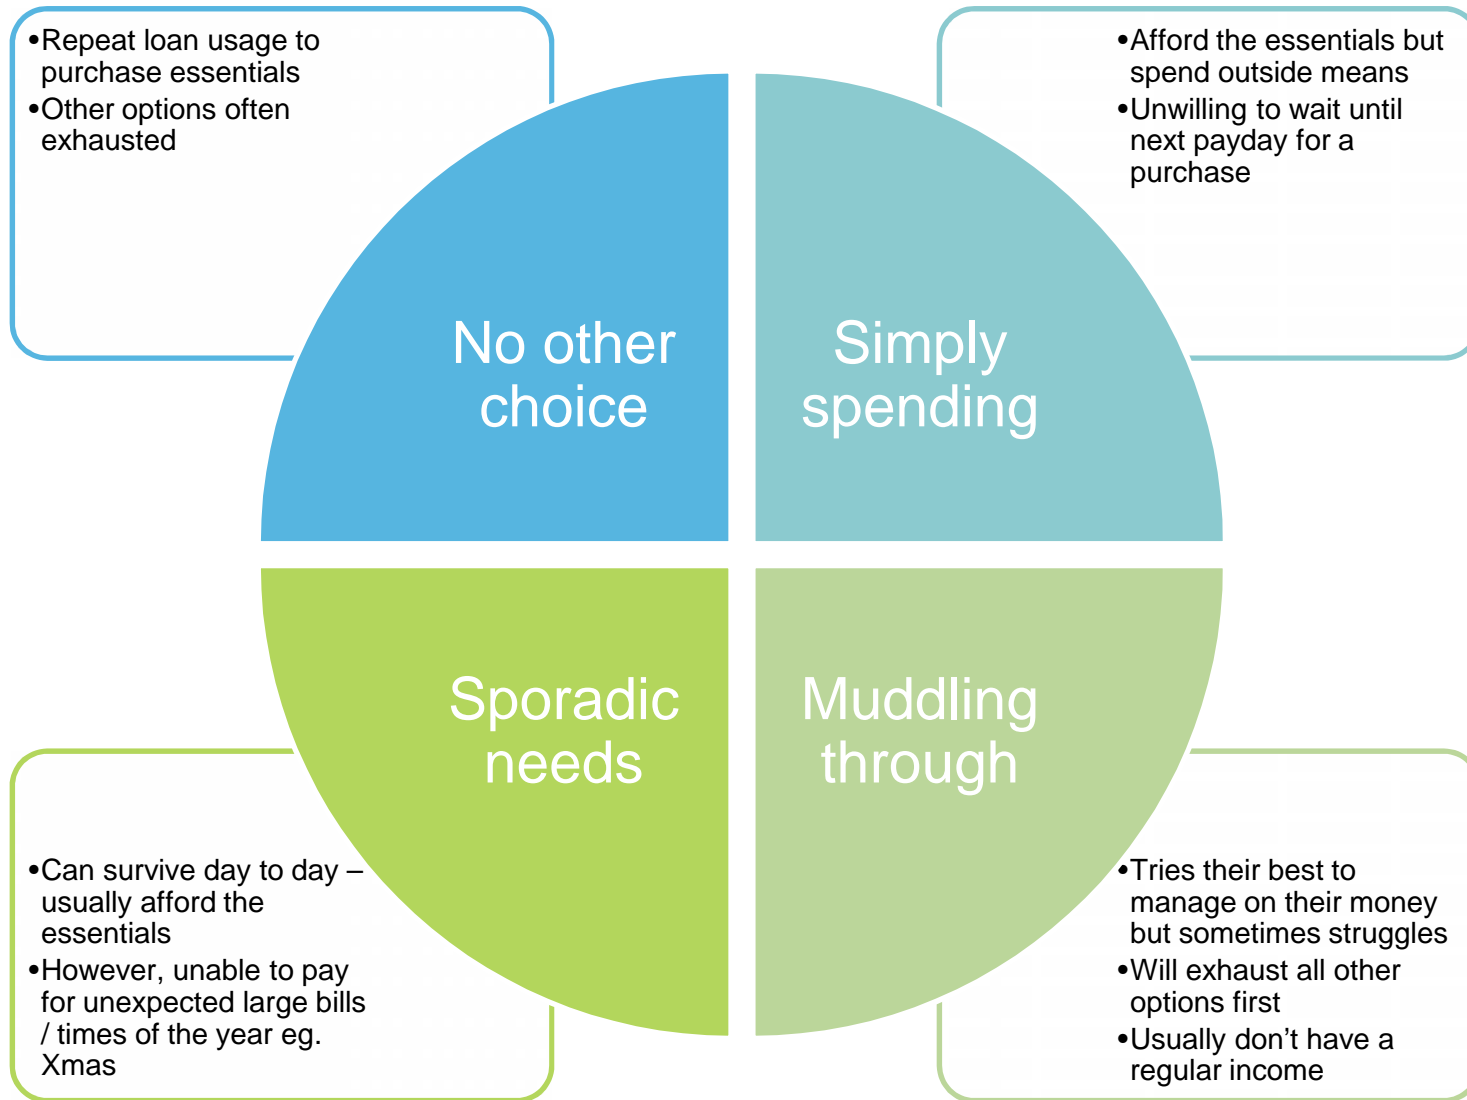 •Repeat loan usage to
purchase essentials
•Other options often
exhausted
•Afford the essentials but
spend outside means
•Unwilling to wait until
next payday for a
purchase
No other
choice
Simply
spending
Sporadic
needs
Muddling
through
•Can survive day to day –
usually afford the
essentials
•However, unable to pay
for unexpected large bills
/ times of the year eg.
Xmas
•Tries their best to
manage on their money
but sometimes struggles
•Will exhaust all other
options first
•Usually don’t have a
regular income